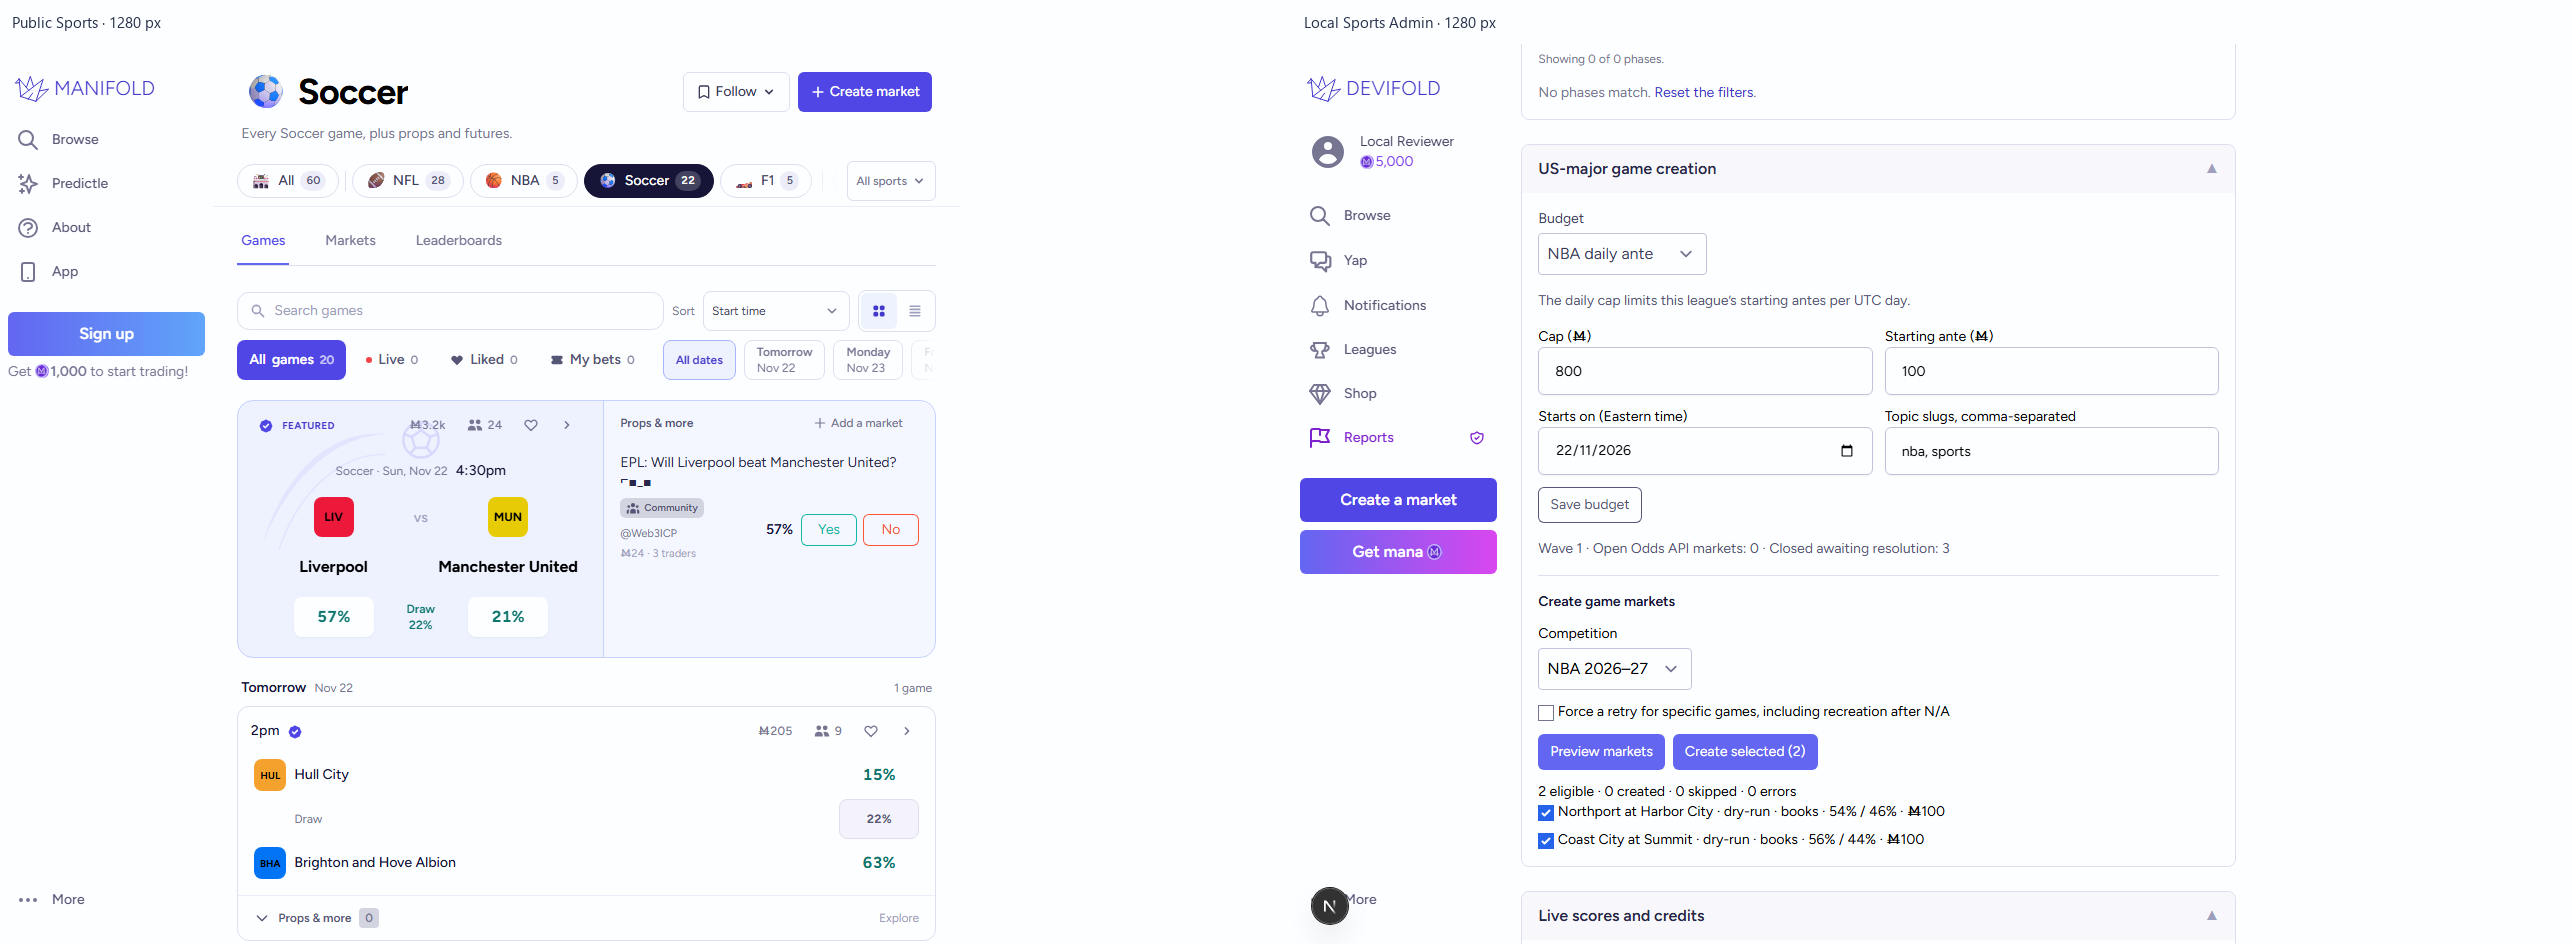 Public Sports · 1280 px
MANIFOLD
Browse
Predictle
About
App
Sign up
Get M1,000 to start trading!
More
Soccer
Follow
+ Create market
Every Soccer game, plus props and futures.
All 60
NFL 28
NBA 5
Soccer 22
F1 5
All sports
Games
Markets
Leaderboards
Search games
Sort
Start time
All games 20
Live 0
Liked 0
My bets 0
All dates
Tomorrow
Nov 22
Monday
Nov 23
FEATURED
Ṁ3.2k
24
Soccer · Sun, Nov 22 4:30pm
LIV
vs
MUN
Liverpool
Manchester United
57%
Draw
22%
21%
Props & more
+ Add a market
EPL: Will Liverpool beat Manchester United?
Community
@Web3ICP
Ṁ24 · 3 traders
57%
Yes
No
Tomorrow Nov 22
1 game
2pm
Ṁ205
9
HUL Hull City
15%
Draw
22%
BHA Brighton and Hove Albion
63%
Props & more 0
Explore
Local Sports Admin · 1280 px
DEVIFOLD
Local Reviewer
M5,000
Browse
Yap
Notifications
Leagues
Shop
Reports
Create a market
Get mana M
N
More
Showing 0 of 0 phases.
No phases match. Reset the filters.
US-major game creation
Budget
NBA daily ante
The daily cap limits this league's starting antes per UTC day.
Cap (Ṁ)
800
Starting ante (Ṁ)
100
Starts on (Eastern time)
22/11/2026
Topic slugs, comma-separated
nba, sports
Save budget
Wave 1 · Open Odds API markets: 0 · Closed awaiting resolution: 3
Create game markets
Competition
NBA 2026–27
Force a retry for specific games, including recreation after N/A
Preview markets
Create selected (2)
2 eligible · 0 created · 0 skipped · 0 errors
Northport at Harbor City · dry-run · books · 54% / 46% · Ṁ100
Coast City at Summit · dry-run · books · 56% / 44% · Ṁ100
Live scores and credits